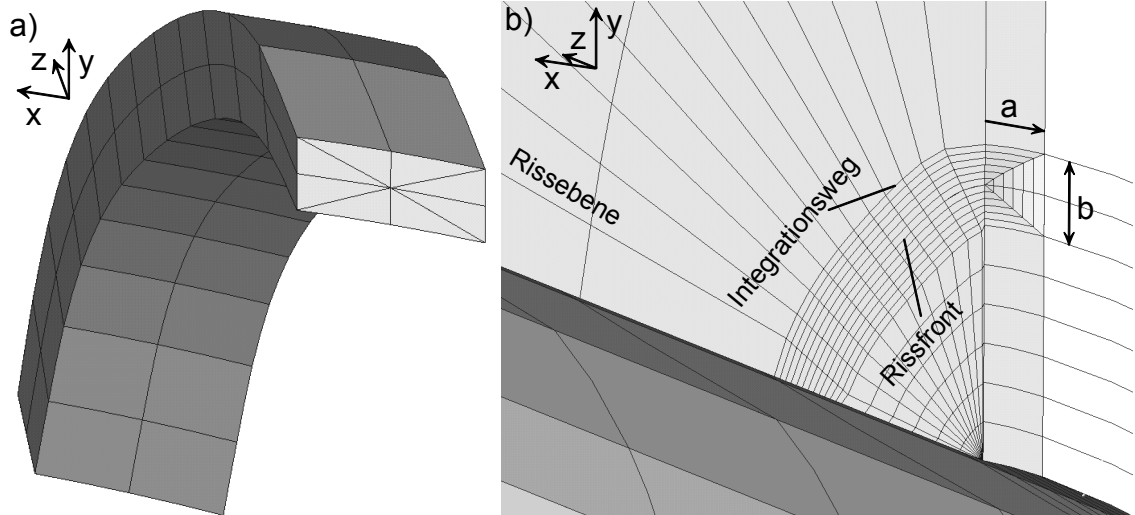 a)
z
y
x
b)
z
y
x
a
Rissebene
Integrationsweg
b
Rissfront